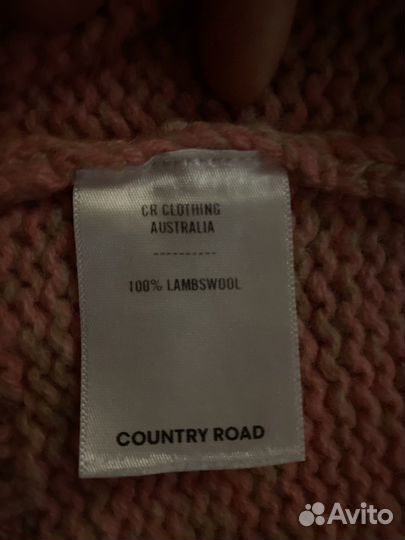 CR CLOTHING
AUSTRALIA
-----------
100% LAMBSWOOL
COUNTRY ROAD
Avito